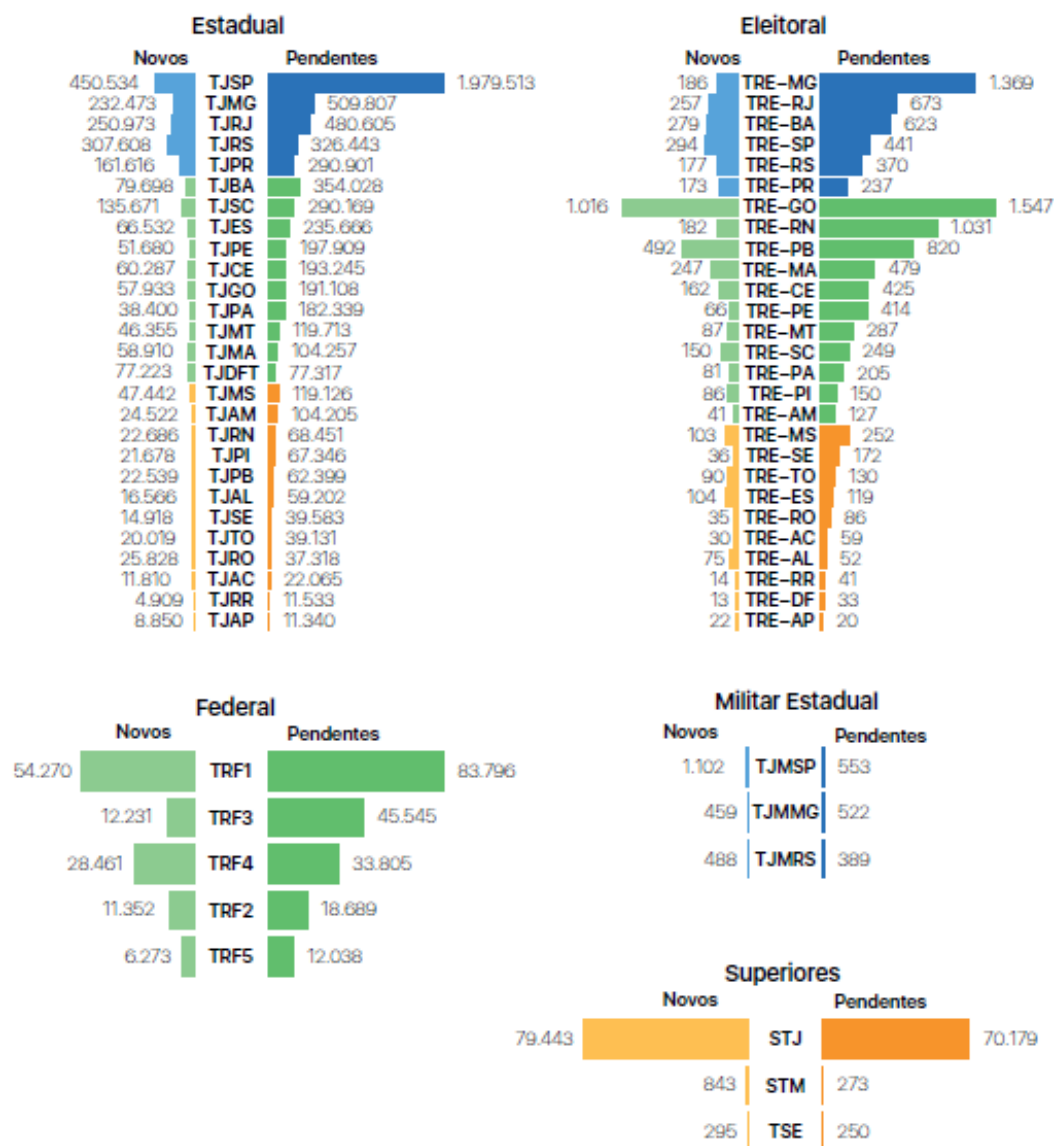 Estadual
Novos Pendentes
450.534 TJSP 1.979.513
232.473 TJMG 509.807
250.973 TJRJ 480.605
307.608 TJRS 326.443
161.616 TJPR 290.901
79.698 TJBA 354.028
135.671 TJSC 290.169
66.532 TJES 235.666
51.680 TJPE 197.909
60.287 TJCE 193.245
57.933 TJGO 191.108
38.400 TJPA 182.339
46.355 TJMT 119.713
58.910 TJMA 104.257
77.223 TJDFT 77.317
47.442 TJMS 119.126
24.522 TJAM 104.205
22.686 TJRN 68.451
21.678 TJPI 67.346
22.539 TJPB 62.399
16.566 TJAL 59.202
14.918 TJSE 39.583
20.019 TJTO 39.131
25.828 TJRO 37.318
11.810 TJAC 22.065
4.909 TJRR 11.533
8.850 TJAP 11.340
Eleitoral
Novos Pendentes
186 TRE-MG 1.369
257 TRE-RJ 673
279 TRE-BA 623
294 TRE-SP 441
177 TRE-RS 370
173 TRE-PR 237
1.016 TRE-GO 1.547
182 TRE-RN 1.031
492 TRE-PB 820
247 TRE-MA 479
162 TRE-CE 425
66 TRE-PE 414
87 TRE-MT 287
150 TRE-SC 249
81 TRE-PA 205
86 TRE-PI 150
41 TRE-AM 127
103 TRE-MS 252
36 TRE-SE 172
90 TRE-TO 130
104 TRE-ES 119
35 TRE-RO 86
30 TRE-AC 59
75 TRE-AL 52
14 TRE-RR 41
13 TRE-DF 33
22 TRE-AP 20
Federal
Novos Pendentes
54.270 TRF1 83.796
12.231 TRF3 45.545
28.461 TRF4 33.805
11.352 TRF2 18.689
6.273 TRF5 12.038
Militar Estadual
Novos Pendentes
1.102 TJMSP 553
459 TJMMG 522
488 TJMRS 389
Superiores
Novos Pendentes
79.443 STJ 70.179
843 STM 273
295 TSE 250